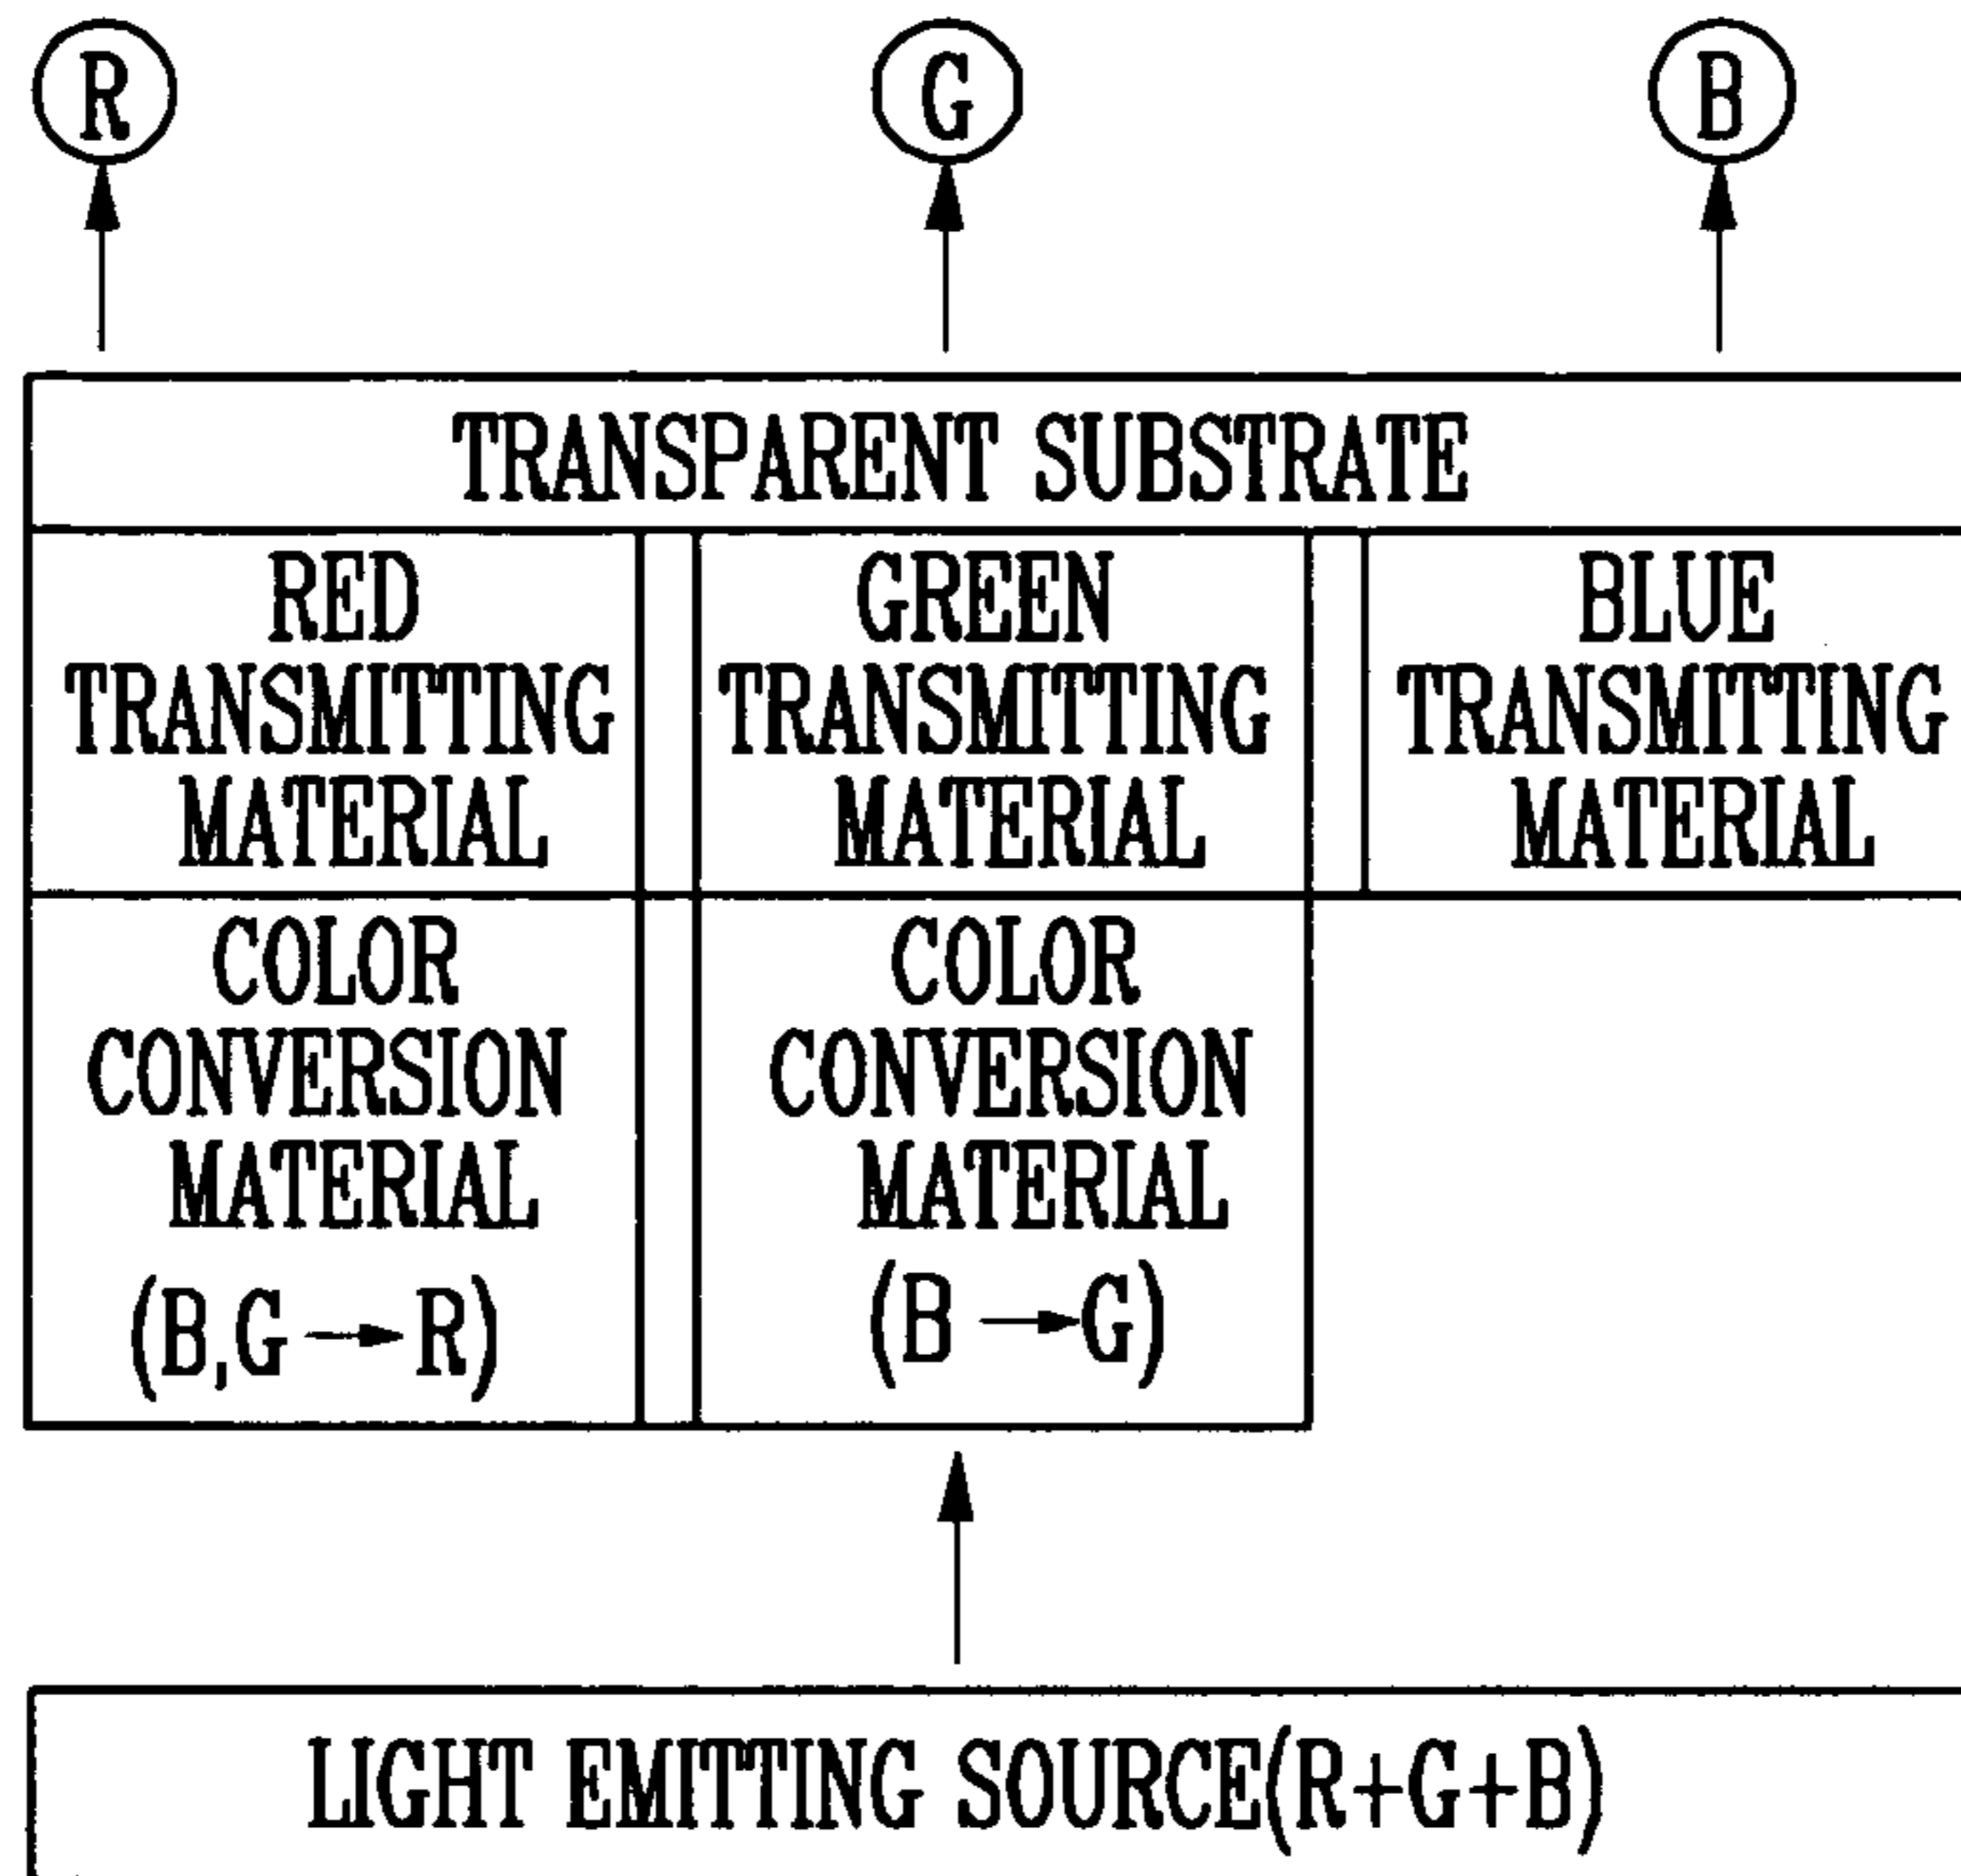 R
G
B
TRANSPARENT SUBSTRATE
RED
TRANSMITTING
MATERIAL
GREEN
TRANSMITTING
MATERIAL
BLUE
TRANSMITTING
MATERIAL
COLOR
CONVERSION
MATERIAL
(B,G→R)
COLOR
CONVERSION
MATERIAL
(B→G)
LIGHT EMITTING SOURCE(R+G+B)